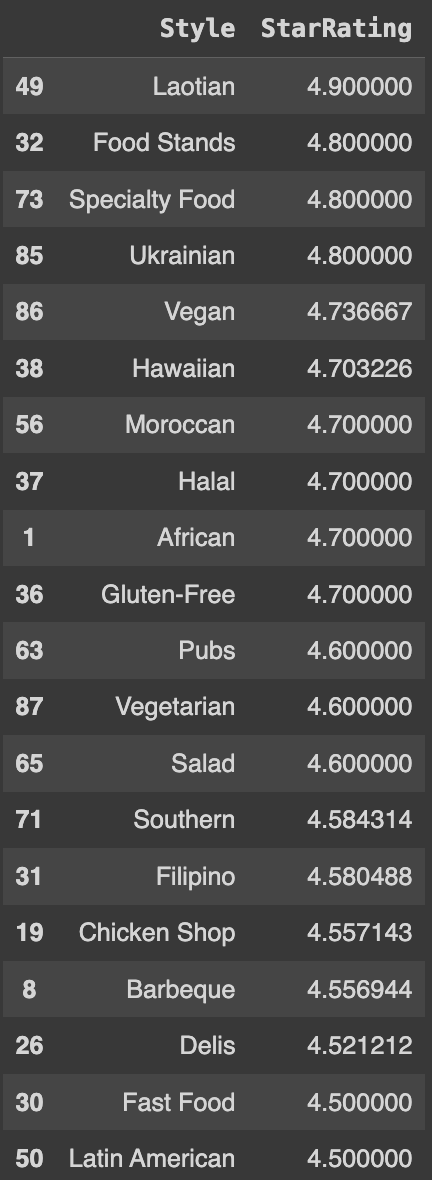 Style StarRating
49 Laotian 4.900000
32 Food Stands 4.800000
73 Specialty Food 4.800000
85 Ukrainian 4.800000
86 Vegan 4.736667
38 Hawaiian 4.703226
56 Moroccan 4.700000
37 Halal 4.700000
1 African 4.700000
36 Gluten-Free 4.700000
63 Pubs 4.600000
87 Vegetarian 4.600000
65 Salad 4.600000
71 Southern 4.584314
31 Filipino 4.580488
19 Chicken Shop 4.557143
8 Barbeque 4.556944
26 Delis 4.521212
30 Fast Food 4.500000
50 Latin American 4.500000